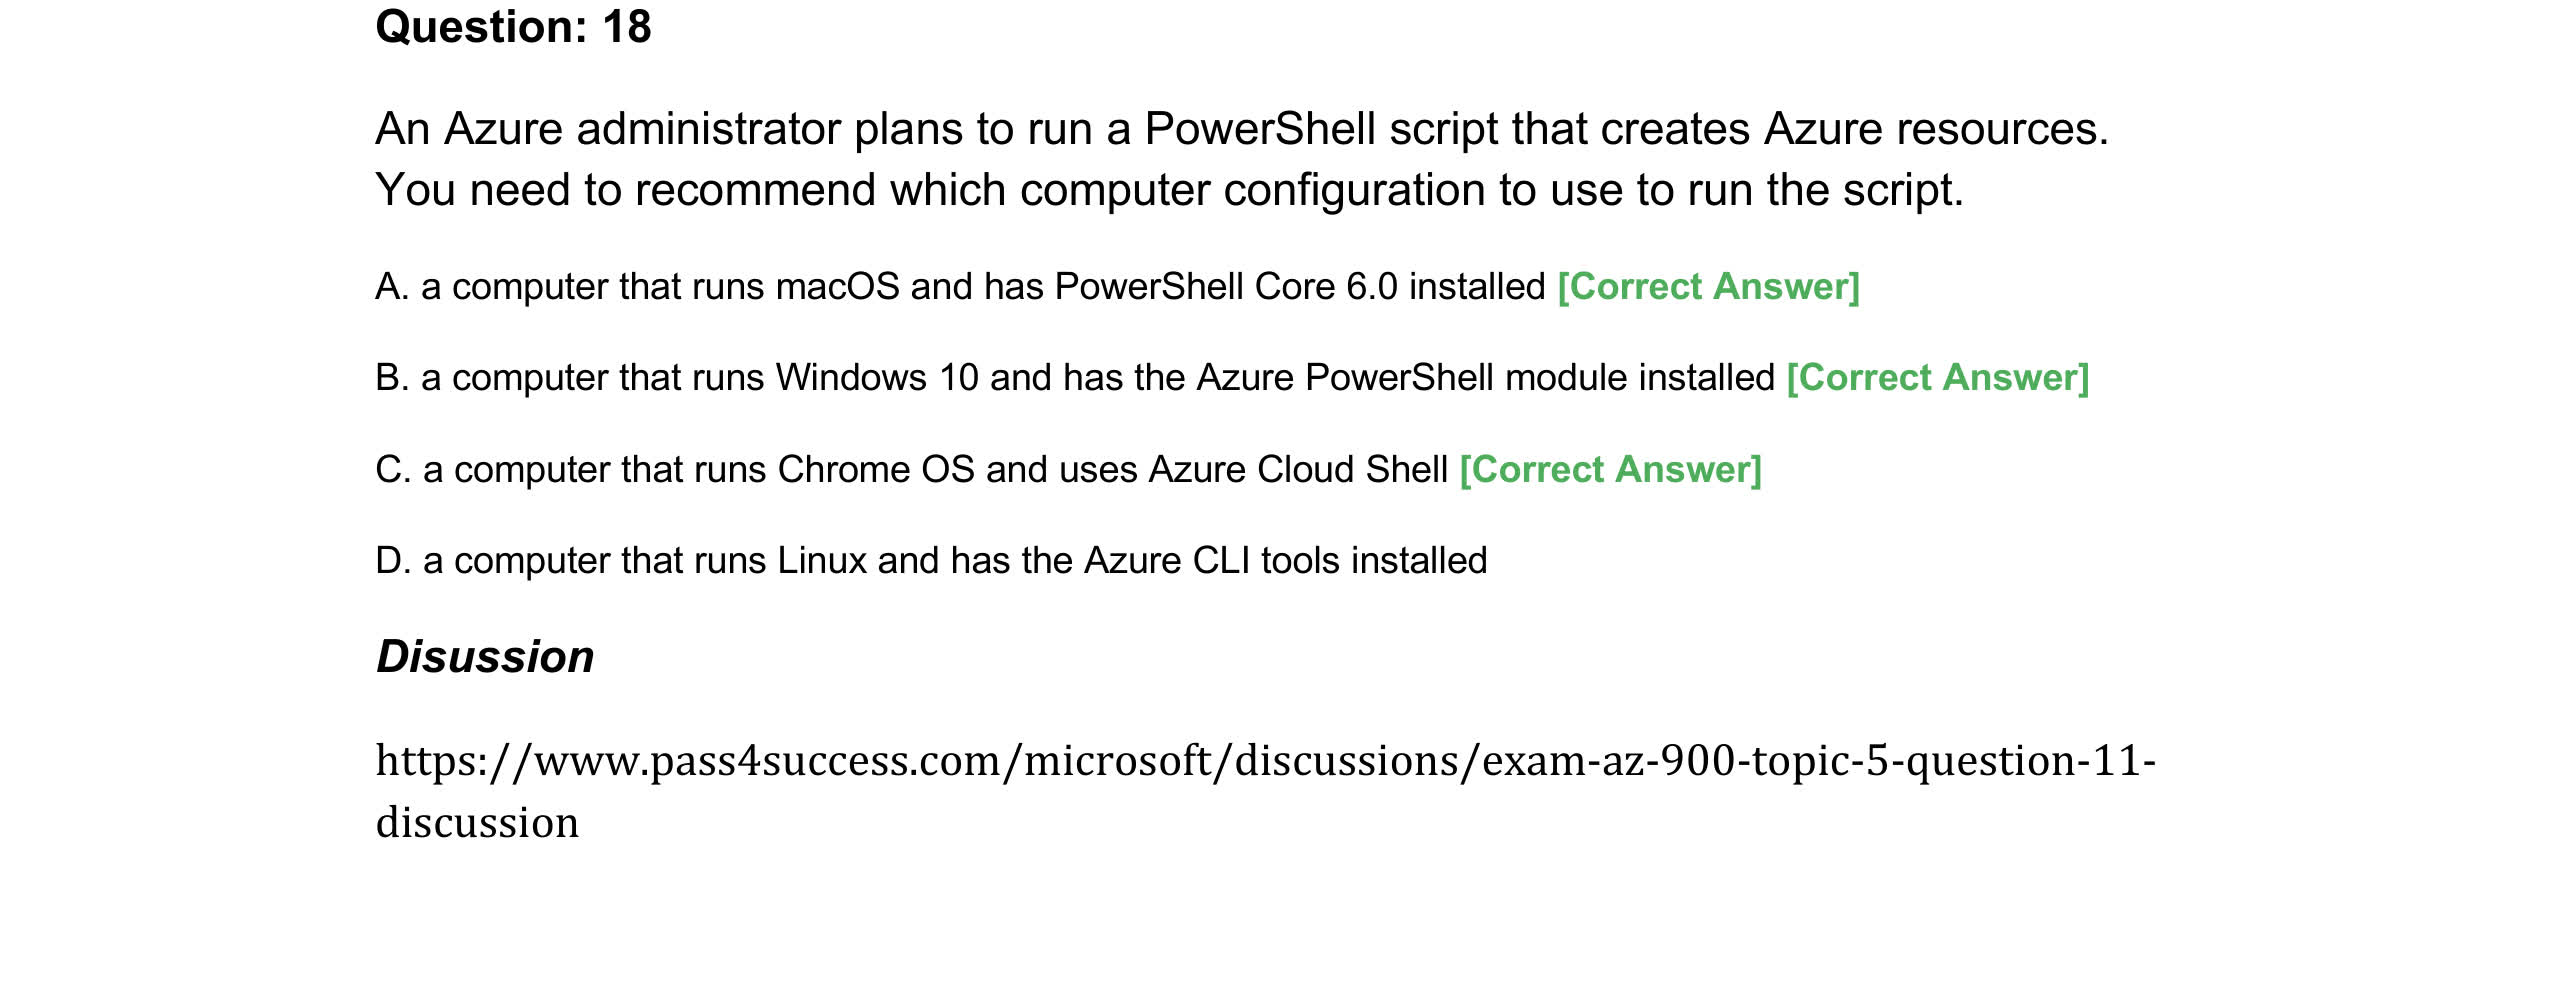 Question: 18
An Azure administrator plans to run a PowerShell script that creates Azure resources.
You need to recommend which computer configuration to use to run the script.
A. a computer that runs macOS and has PowerShell Core 6.0 installed [Correct Answer]
B. a computer that runs Windows 10 and has the Azure PowerShell module installed [Correct Answer]
C. a computer that runs Chrome OS and uses Azure Cloud Shell [Correct Answer]
D. a computer that runs Linux and has the Azure CLI tools installed
Disussion
https://www.pass4success.com/microsoft/discussions/exam-az-900-topic-5-question-11-
discussion